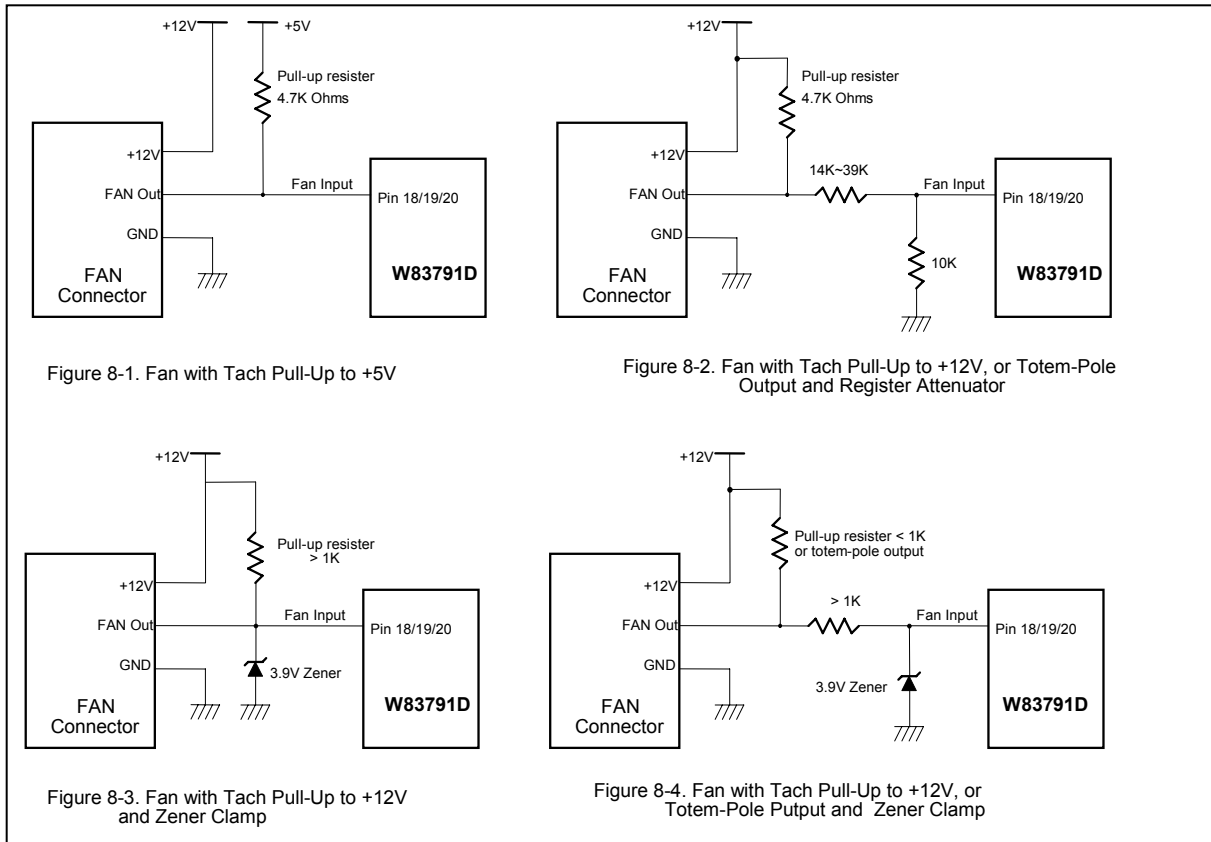 +12V
+5V
Pull-up resister
4.7K Ohms
+12V
FAN Out
Fan Input
Pin 18/19/20
GND
FAN
Connector
W83791D
Figure 8-1. Fan with Tach Pull-Up to +5V
+12V
Pull-up resister
4.7K Ohms
+12V
14K~39K
FAN Out
Fan Input
Pin 18/19/20
GND
10K
FAN
Connector
W83791D
Figure 8-2. Fan with Tach Pull-Up to +12V, or Totem-Pole
Output and Register Attenuator
+12V
Pull-up resister
> 1K
+12V
FAN Out
Fan Input
Pin 18/19/20
GND
3.9V Zener
FAN
Connector
W83791D
Figure 8-3. Fan with Tach Pull-Up to +12V
and Zener Clamp
+12V
Pull-up resister < 1K
or totem-pole output
+12V
> 1K
FAN Out
Fan Input
Pin 18/19/20
GND
3.9V Zener
FAN
Connector
W83791D
Figure 8-4. Fan with Tach Pull-Up to +12V, or
Totem-Pole Putput and Zener Clamp